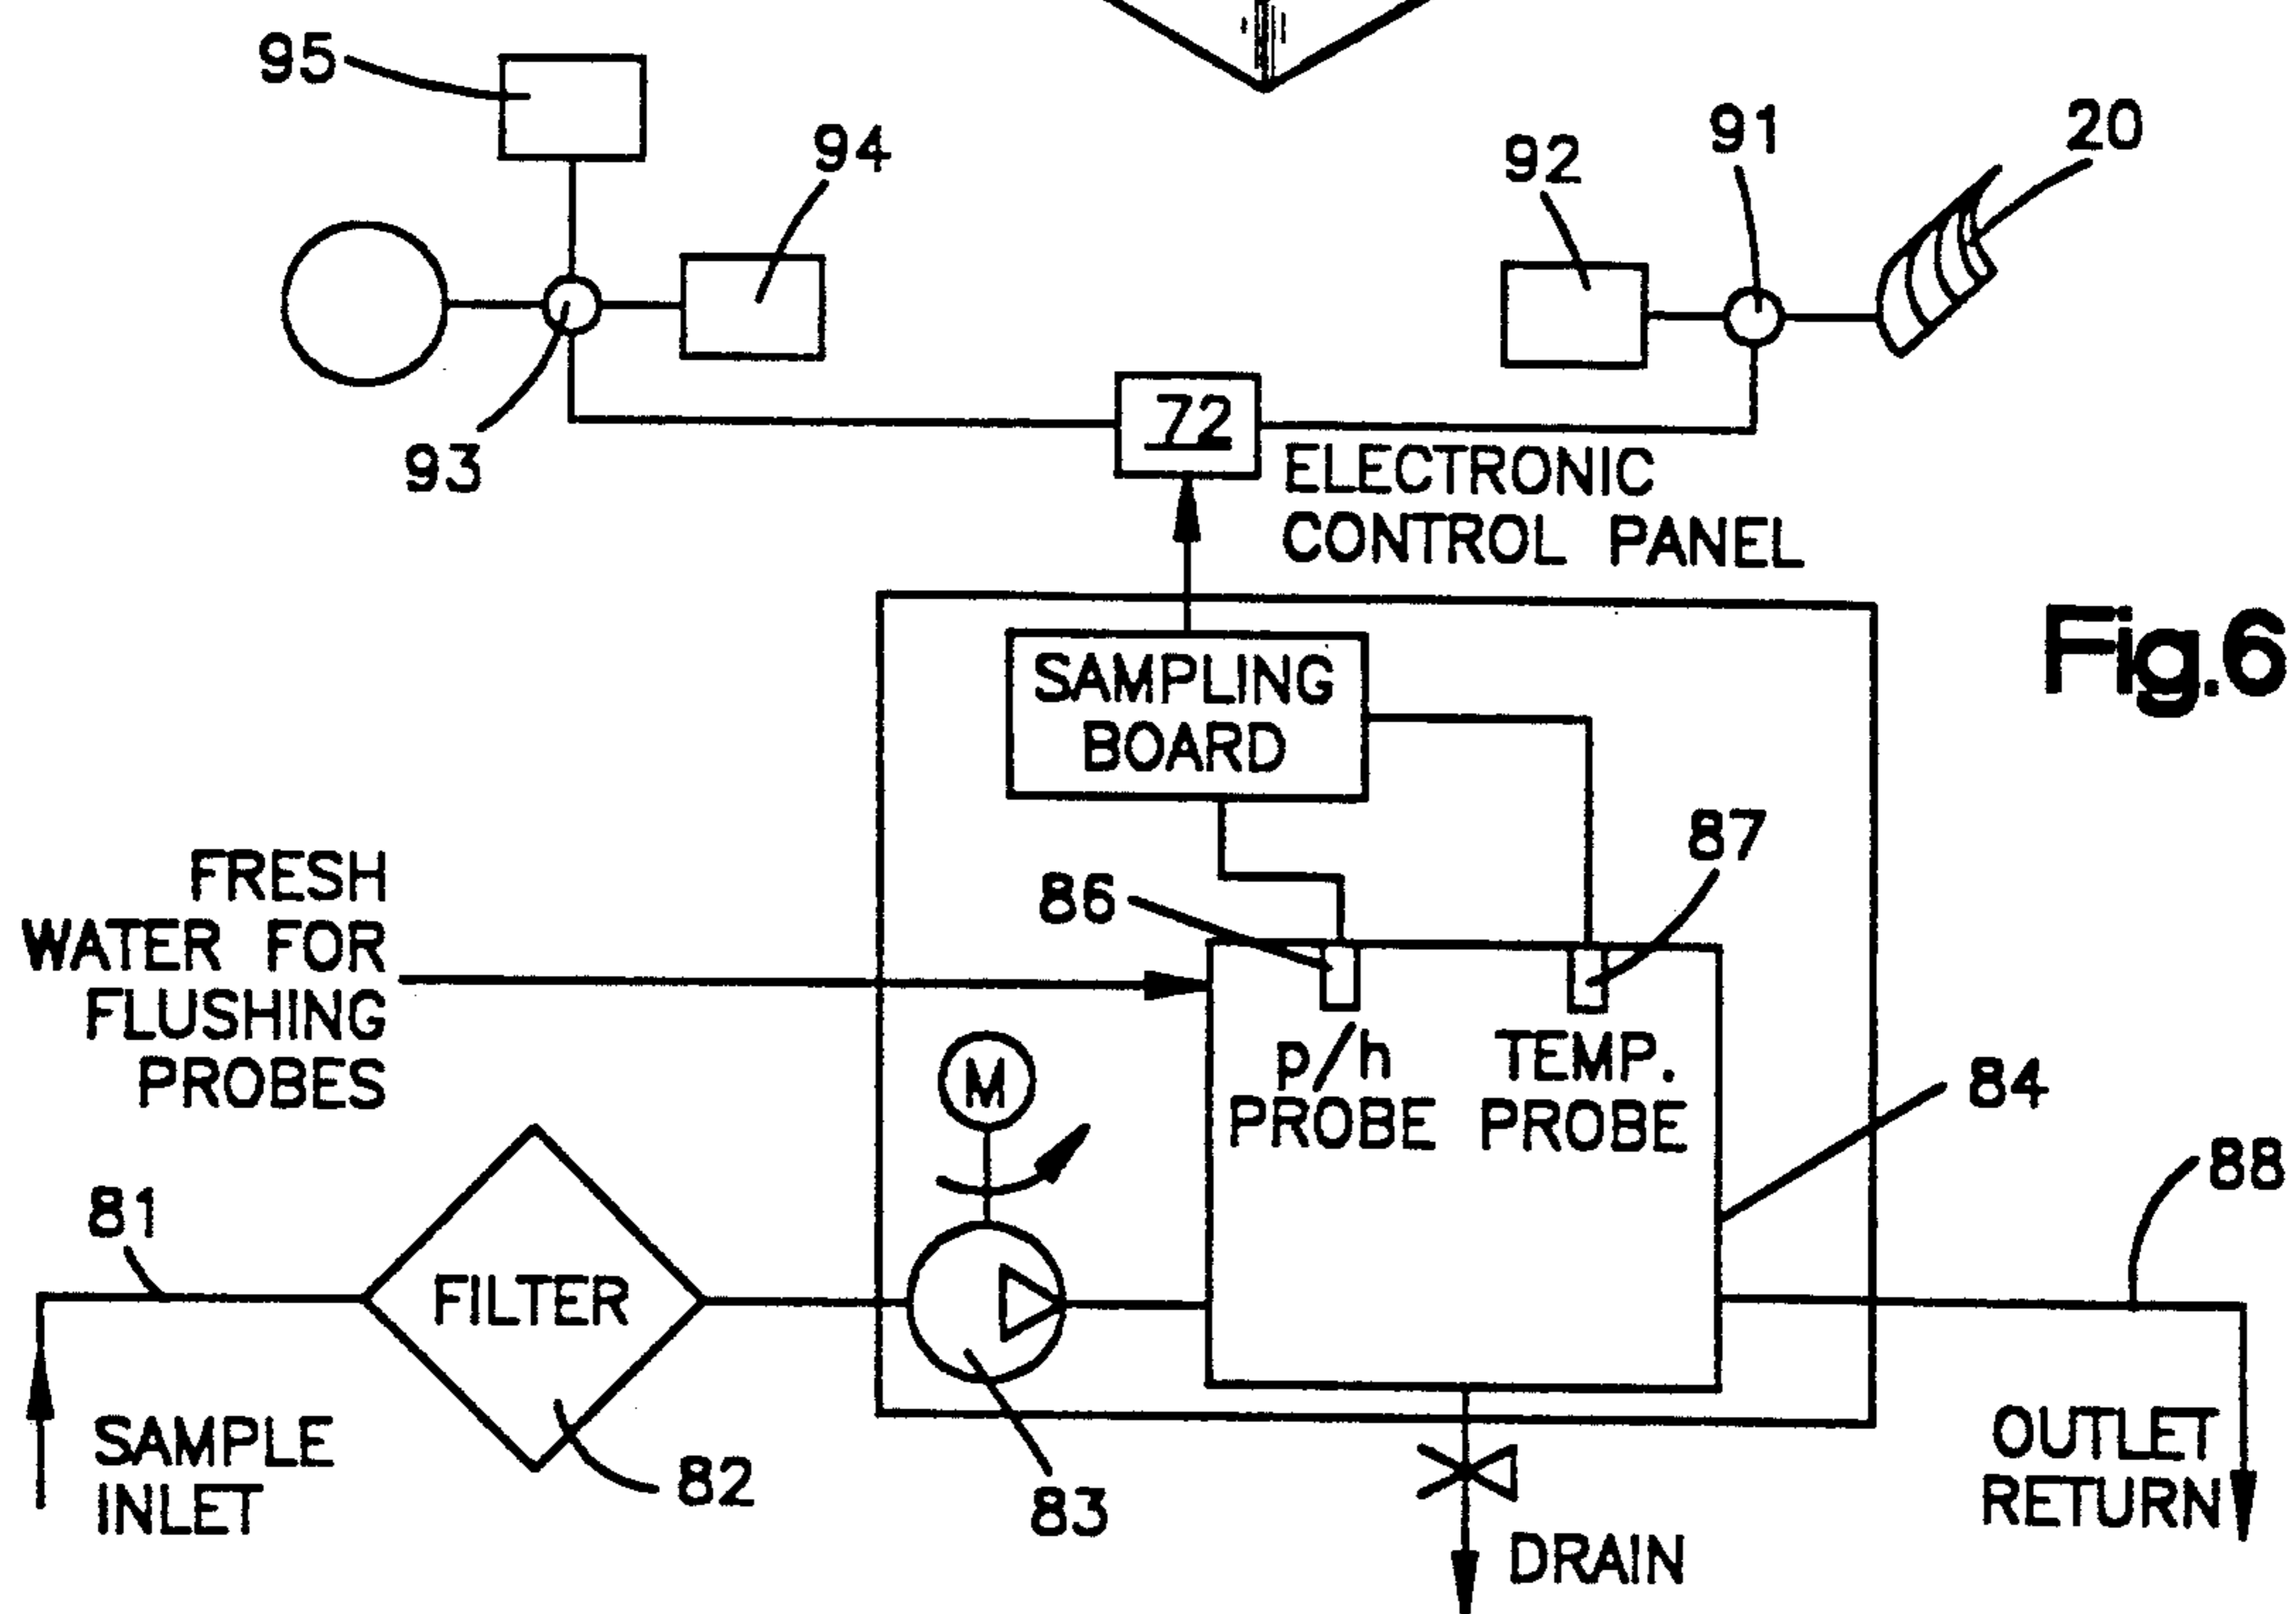 95
94
92
91
20
93
72
ELECTRONIC
CONTROL PANEL
Fig.6
SAMPLING
BOARD
87
86
FRESH
WATER FOR
FLUSHING
PROBES
M
p/h
PROBE
TEMP.
PROBE
84
88
81
FILTER
SAMPLE
INLET
82
83
OUTLET
RETURN
DRAIN